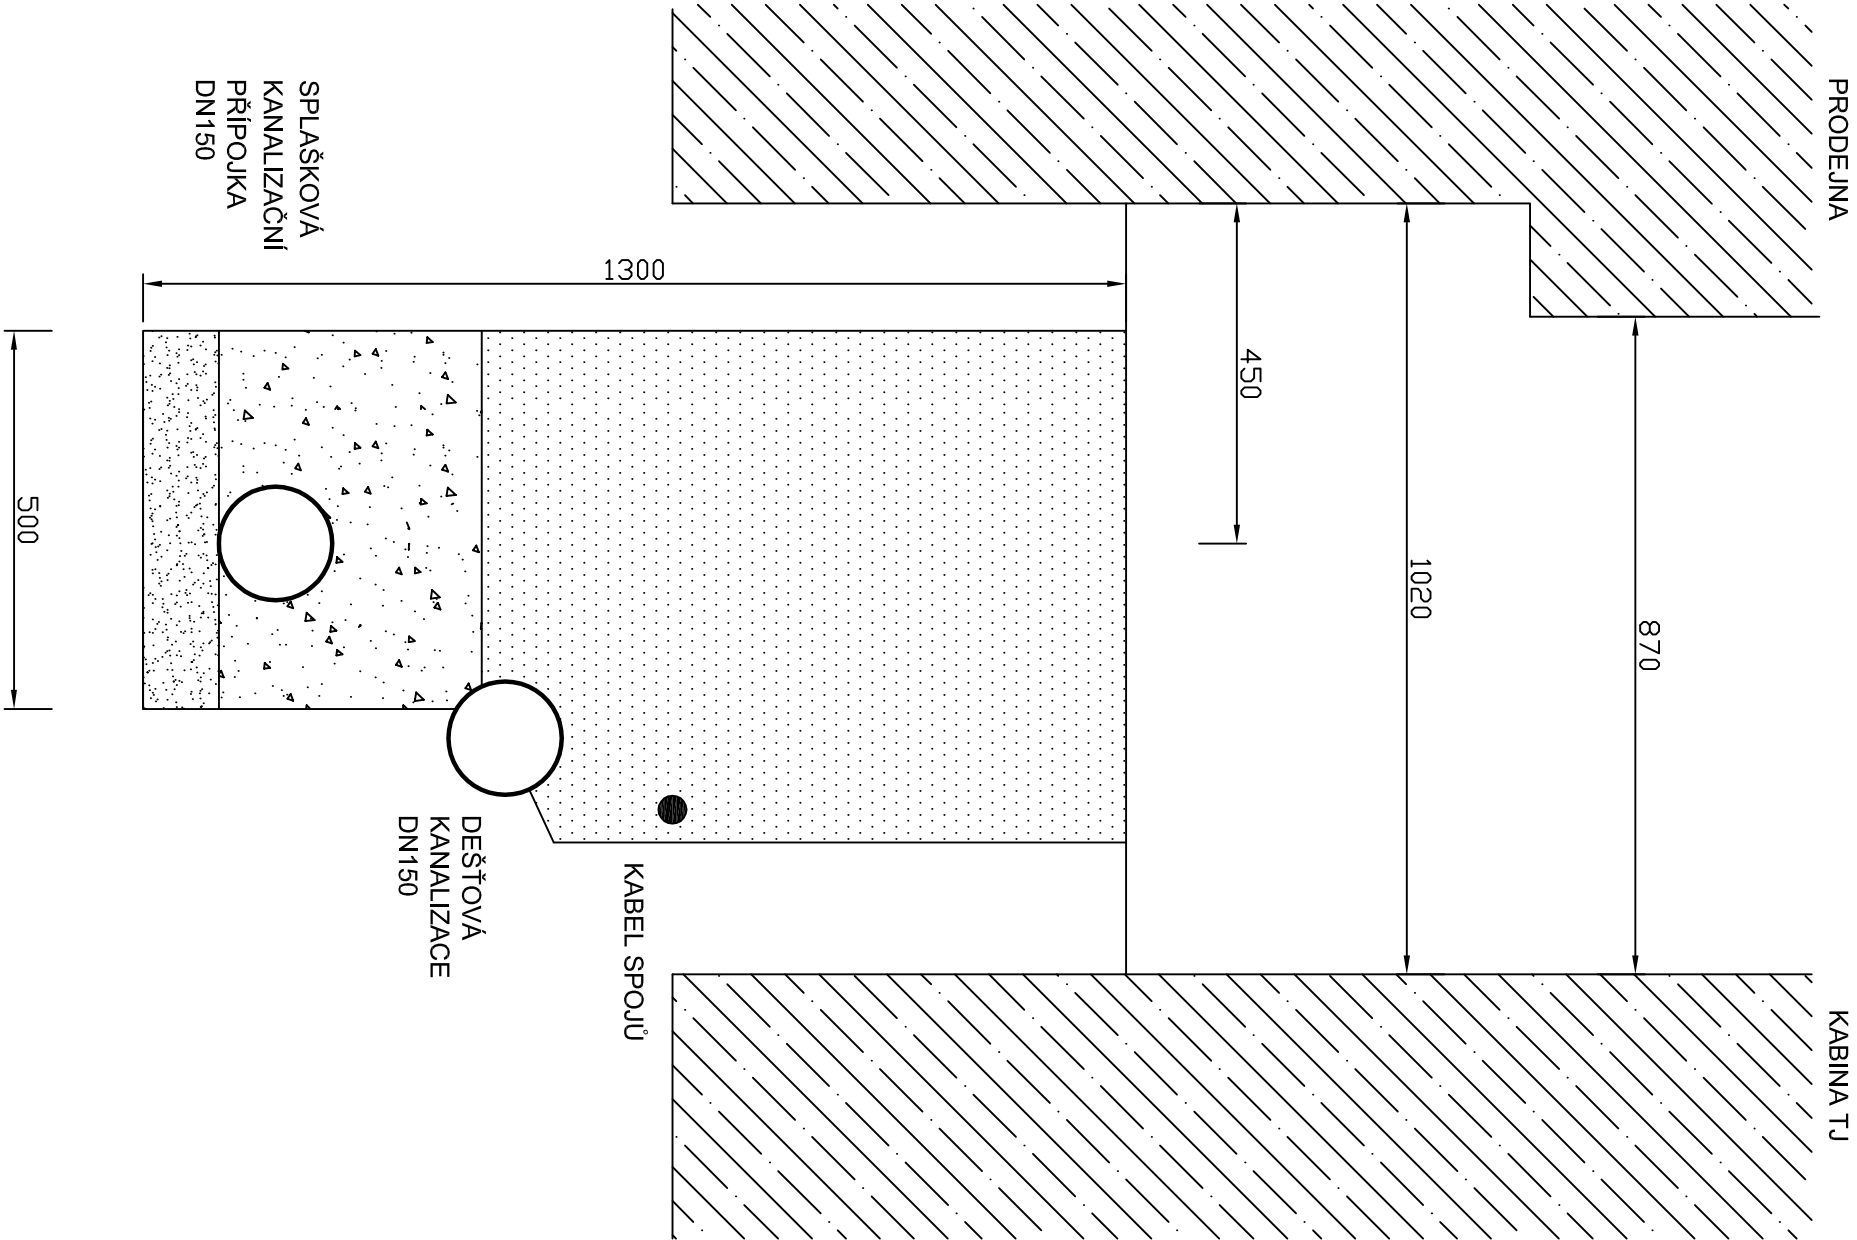 PRODEJNA
KABINA TJ
870
1020
450
1300
KABEL SPOJŮ
DEŠŤOVÁ
KANALIZACE
DN150
SPLAŠKOVÁ
KANALIZAČNÍ
PŘÍPOJKA
DN150
500